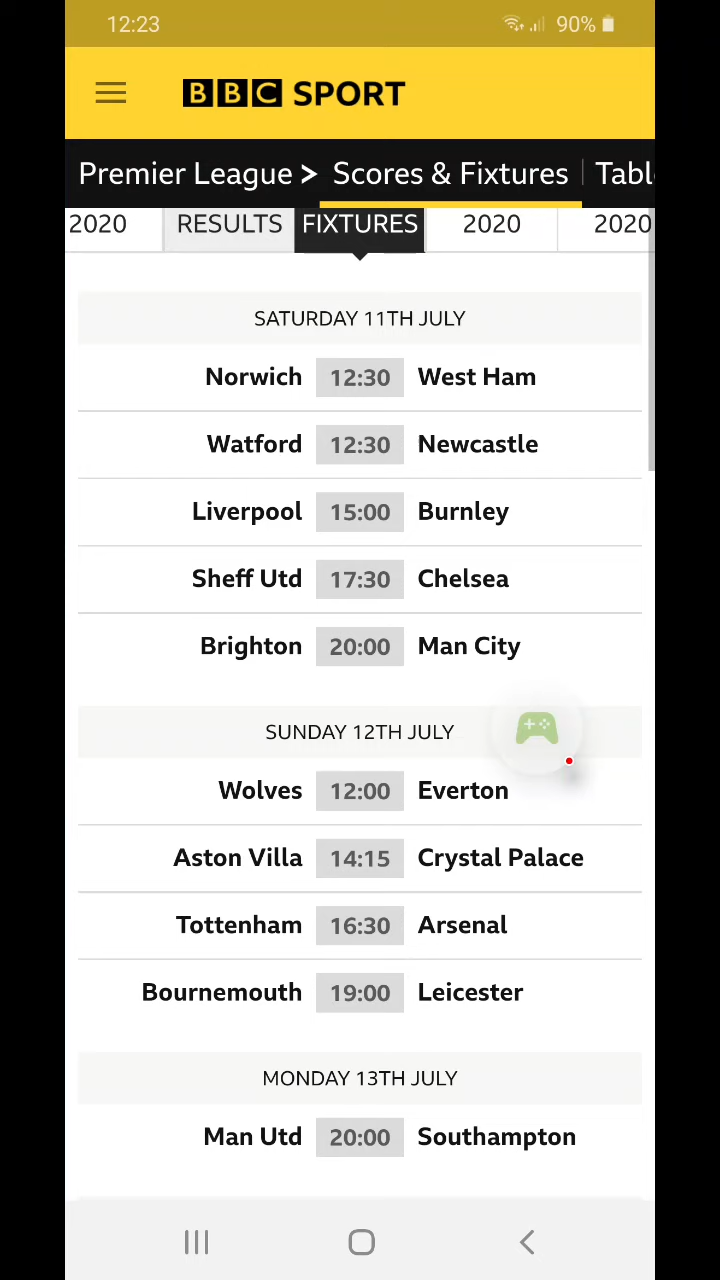 12:23 90%
BBC SPORT
Premier League > Scores & Fixtures Tabl
2020 RESULTS FIXTURES 2020 2020
SATURDAY 11TH JULY
Norwich 12:30 West Ham
Watford 12:30 Newcastle
Liverpool 15:00 Burnley
Sheff Utd 17:30 Chelsea
Brighton 20:00 Man City
SUNDAY 12TH JULY
Wolves 12:00 Everton
Aston Villa 14:15 Crystal Palace
Tottenham 16:30 Arsenal
Bournemouth 19:00 Leicester
MONDAY 13TH JULY
Man Utd 20:00 Southampton